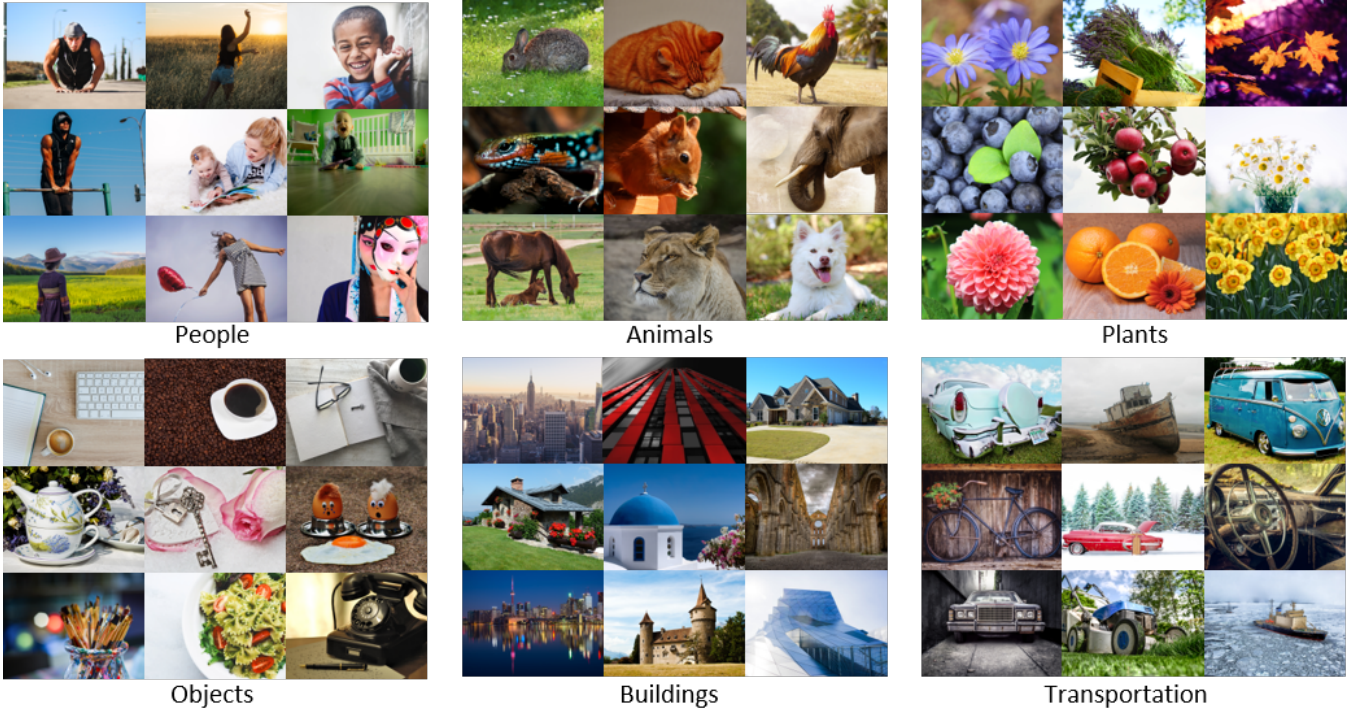 People
Animals
Plants
Objects
Buildings
Transportation